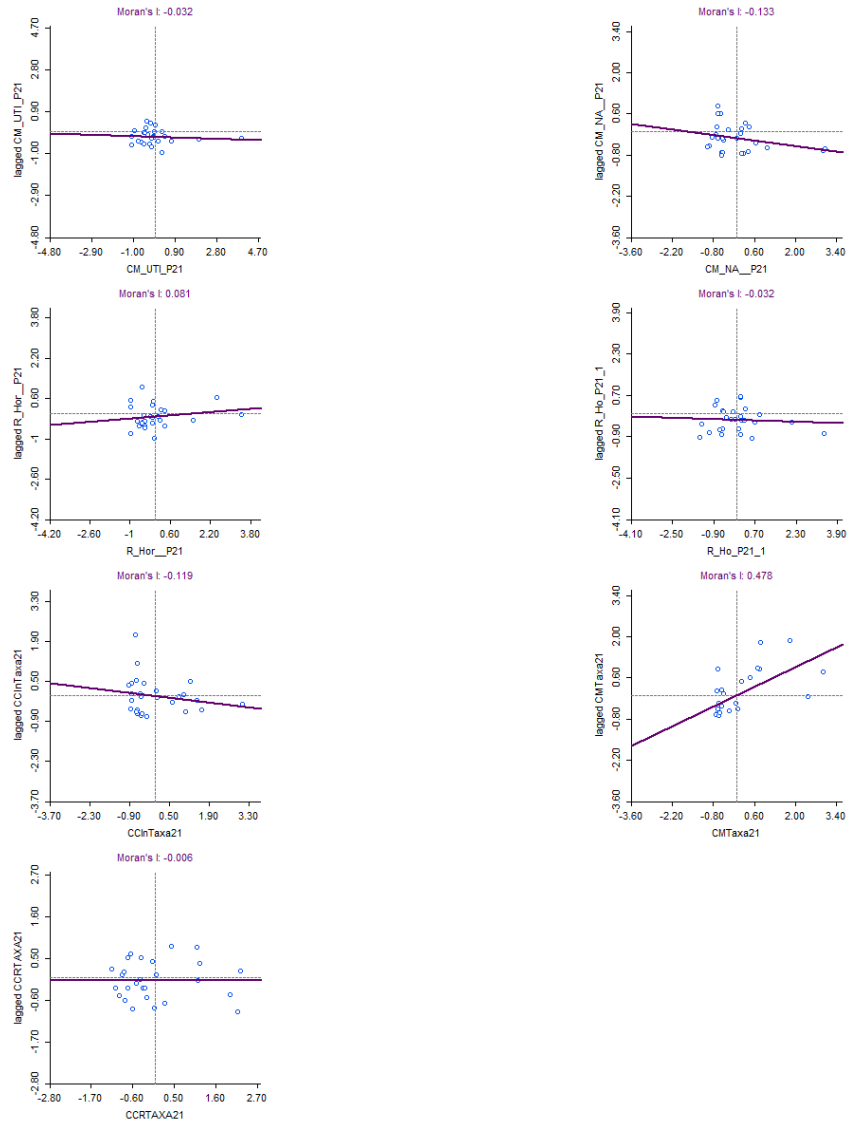 Moran's I: -0.032
lagged CM_UTI_P21
4.70
2.80
0.90
-1.00
-2.90
-4.80
-4.80 -2.90 -1.00 0.90 2.80 4.70
CM_UTI_P21
Moran's I: -0.133
lagged CM_NA__P21
3.40
2.00
0.60
-0.80
-2.20
-3.60
-3.60 -2.20 -0.80 0.60 2.00 3.40
CM_NA__P21
Moran's I: 0.081
lagged R_Hor__P21
3.80
2.20
0.60
-1
-2.60
-4.20
-4.20 -2.60 -1 0.60 2.20 3.80
R_Hor__P21
Moran's I: -0.032
lagged R_Ho_P21_1
3.90
2.30
0.70
-0.90
-2.50
-4.10
-4.10 -2.50 -0.90 0.70 2.30 3.90
R_Ho_P21_1
Moran's I: -0.119
lagged CCInTaxa21
3.30
1.90
0.50
-0.90
-2.30
-3.70
-3.70 -2.30 -0.90 0.50 1.90 3.30
CCInTaxa21
Moran's I: 0.478
lagged CMTaxa21
3.40
2.00
0.60
-0.80
-2.20
-3.60
-3.60 -2.20 -0.80 0.60 2.00 3.40
CMTaxa21
Moran's I: -0.006
lagged CCRTAXA21
2.70
1.60
0.50
-0.60
-1.70
-2.80
-2.80 -1.70 -0.60 0.50 1.60 2.70
CCRTAXA21